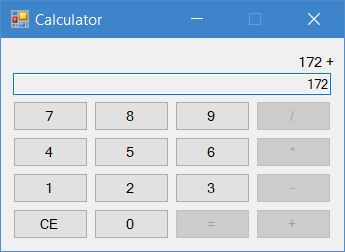 Calculator
172 +
172
7 8 9 /
4 5 6 *
1 2 3 -
CE 0 = +